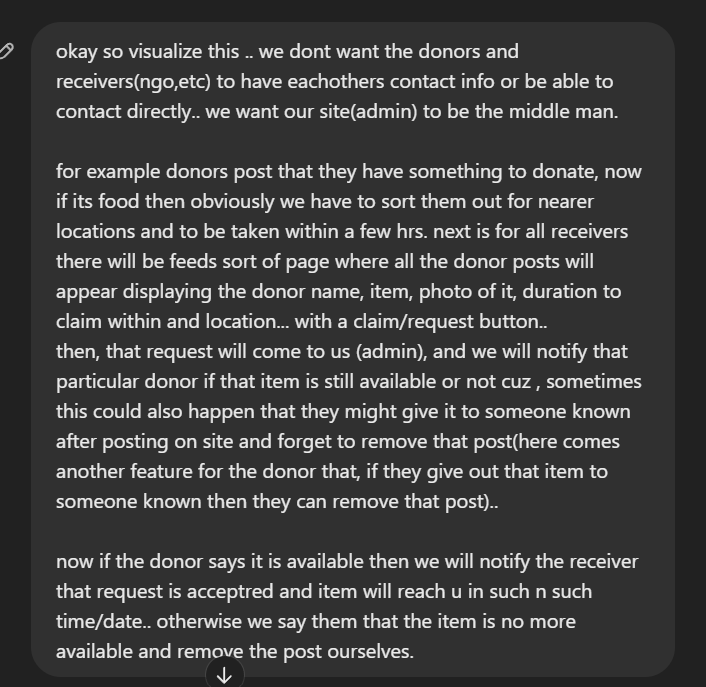 okay so visualize this .. we dont want the donors and
receivers(ngo,etc) to have eachothers contact info or be able to
contact directly.. we want our site(admin) to be the middle man.
for example donors post that they have something to donate, now
if its food then obviously we have to sort them out for nearer
locations and to be taken within a few hrs. next is for all receivers
there will be feeds sort of page where all the donor posts will
appear displaying the donor name, item, photo of it, duration to
claim within and location... with a claim/request button..
then, that request will come to us (admin), and we will notify that
particular donor if that item is still available or not cuz , sometimes
this could also happen that they might give it to someone known
after posting on site and forget to remove that post(here comes
another feature for the donor that, if they give out that item to
someone known then they can remove that post)..
now if the donor says it is available then we will notify the receiver
that request is acceptred and item will reach u in such n such
time/date.. otherwise we say them that the item is no more
available and remove the post ourselves.